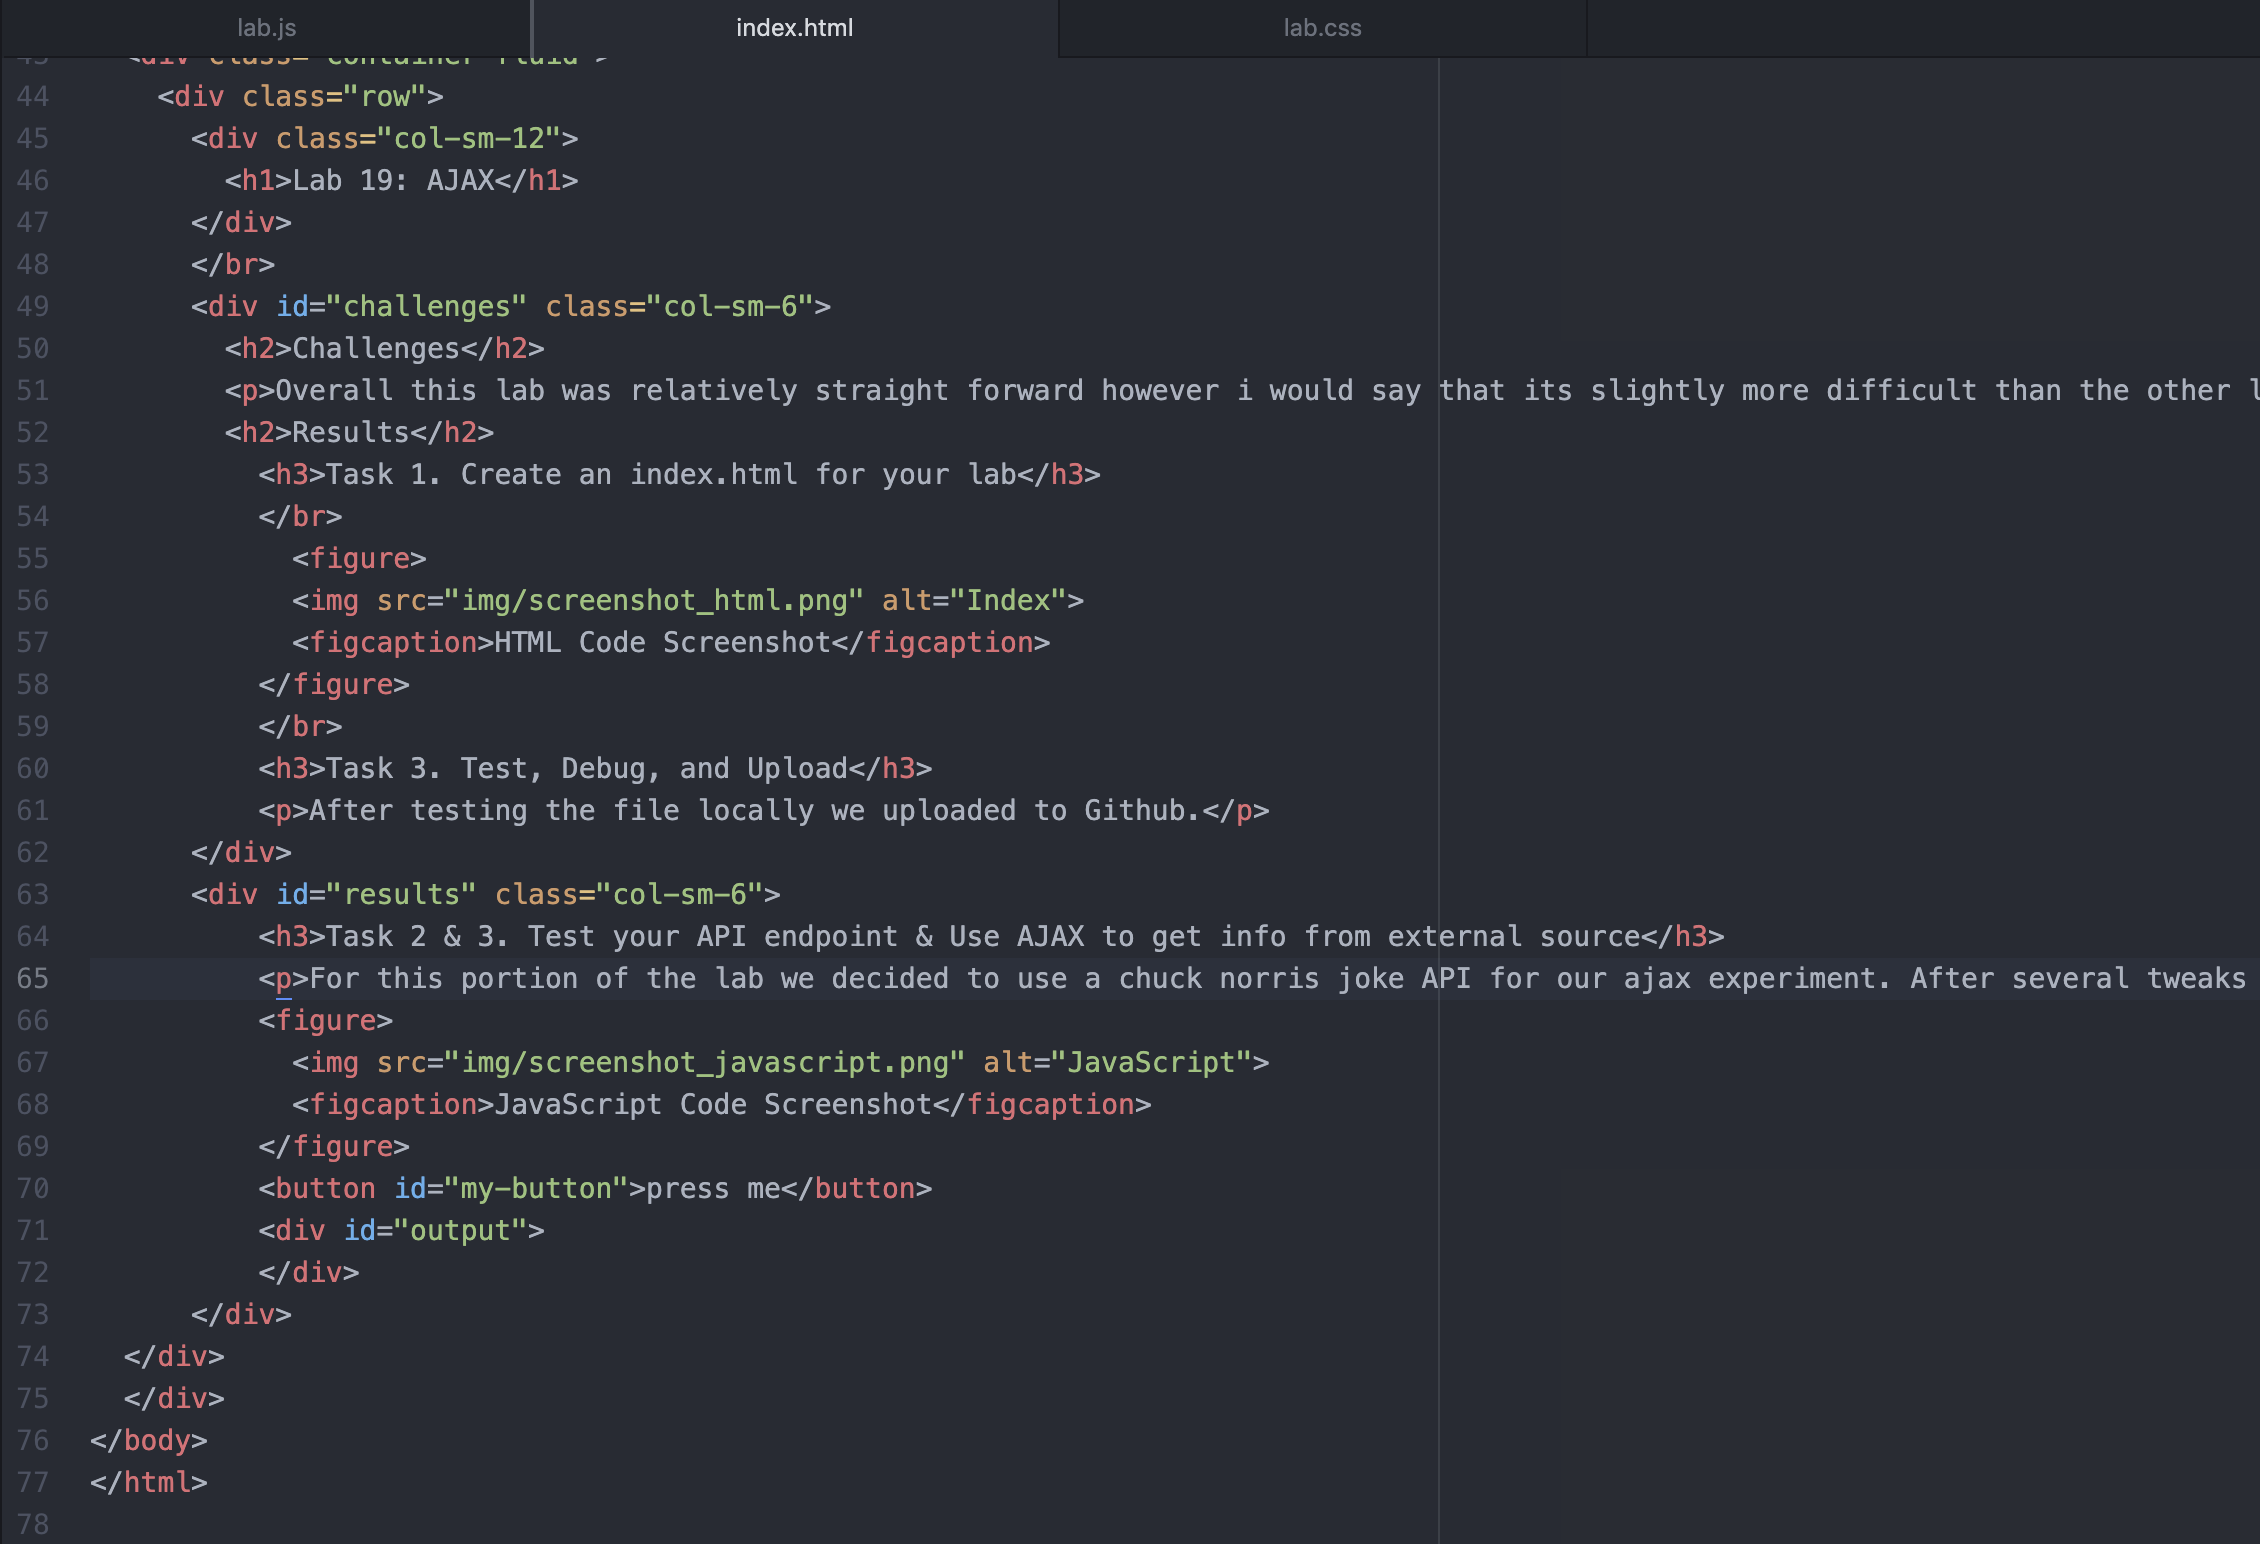 lab.js index.html lab.css
43 <div class="container-fluid">
44 <div class="row">
45 <div class="col-sm-12">
46 <h1>Lab 19: AJAX</h1>
47 </div>
48 </br>
49 <div id="challenges" class="col-sm-6">
50 <h2>Challenges</h2>
51 <p>Overall this lab was relatively straight forward however i would say that its slightly more difficult than the other
52 <h2>Results</h2>
53 <h3>Task 1. Create an index.html for your lab</h3>
54 </br>
55 <figure>
56 <img src="img/screenshot_html.png" alt="Index">
57 <figcaption>HTML Code Screenshot</figcaption>
58 </figure>
59 </br>
60 <h3>Task 3. Test, Debug, and Upload</h3>
61 <p>After testing the file locally we uploaded to Github.</p>
62 </div>
63 <div id="results" class="col-sm-6">
64 <h3>Task 2 & 3. Test your API endpoint & Use AJAX to get info from external source</h3>
65 <p>For this portion of the lab we decided to use a chuck norris joke API for our ajax experiment. After several tweaks
66 <figure>
67 <img src="img/screenshot_javascript.png" alt="JavaScript">
68 <figcaption>JavaScript Code Screenshot</figcaption>
69 </figure>
70 <button id="my-button">press me</button>
71 <div id="output">
72 </div>
73 </div>
74 </div>
75 </div>
76 </body>
77 </html>
78